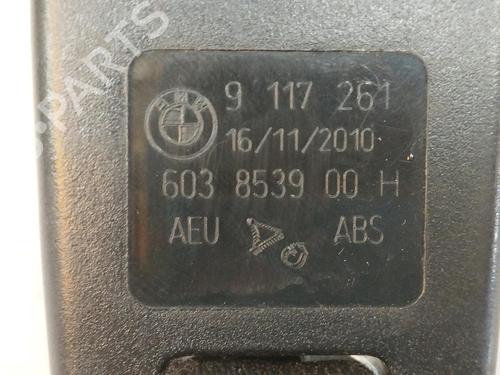 B-PARTS
9 117 261
16/11/2010
603 8539 00 H
AEU ABS